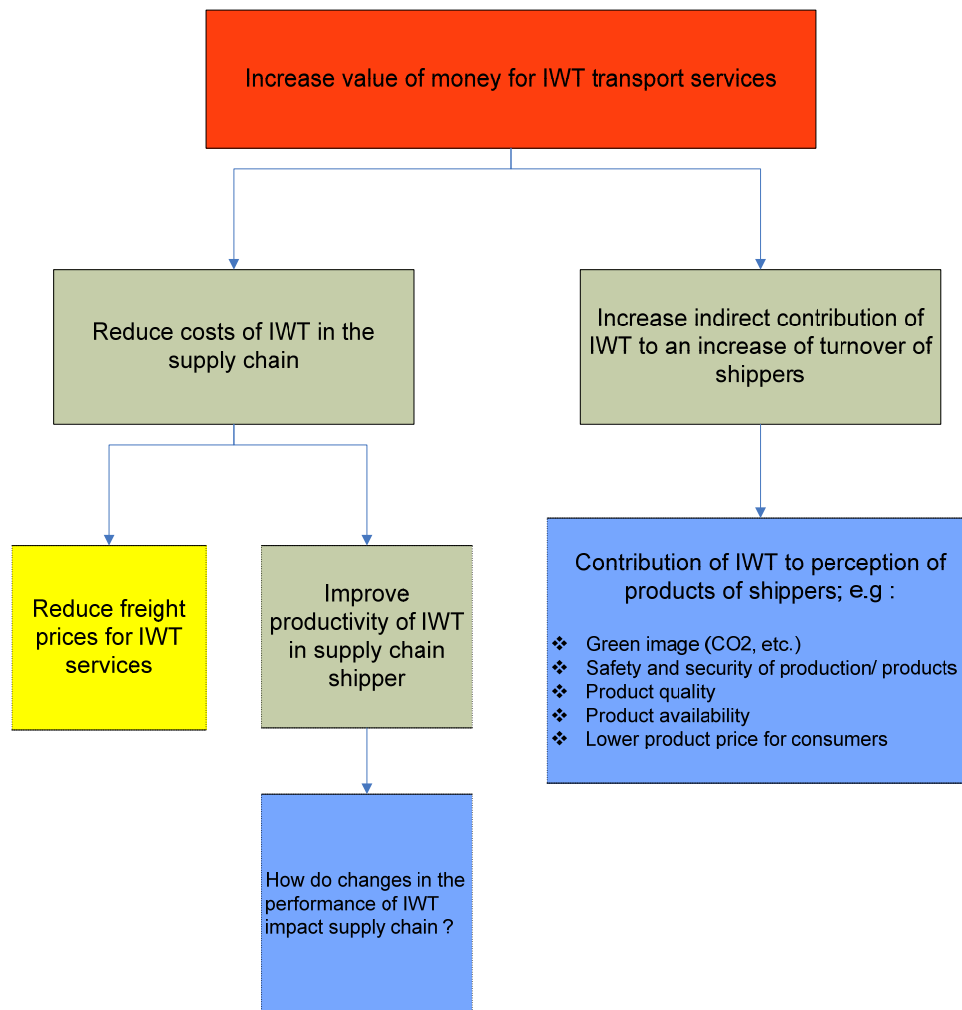 Increase value of money for IWT transport services
Reduce costs of IWT in the
supply chain
Increase indirect contribution of
IWT to an increase of turnover of
shippers
Reduce freight
prices for IWT
services
Improve
productivity of IWT
in supply chain
shipper
Contribution of IWT to perception of
products of shippers; e.g :
❖ Green image (CO2, etc.)
❖ Safety and security of production/ products
❖ Product quality
❖ Product availability
❖ Lower product price for consumers
How do changes in the
performance of IWT
impact supply chain ?